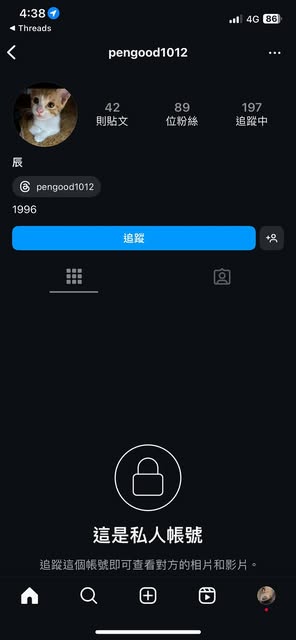 4:38
4G 86
◀ Threads
pengood1012
42 89 197
則貼文 位粉絲 追蹤中
辰
pengood1012
1996
追蹤
這是私人帳號
追蹤這個帳號即可查看對方的相片和影片。